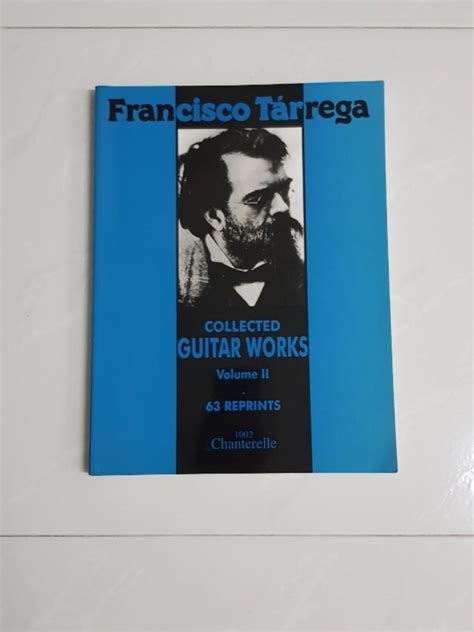 Francisco Tárrega
COLLECTED
GUITAR WORKS
Volume II
63 REPRINTS
1002
Chanterelle